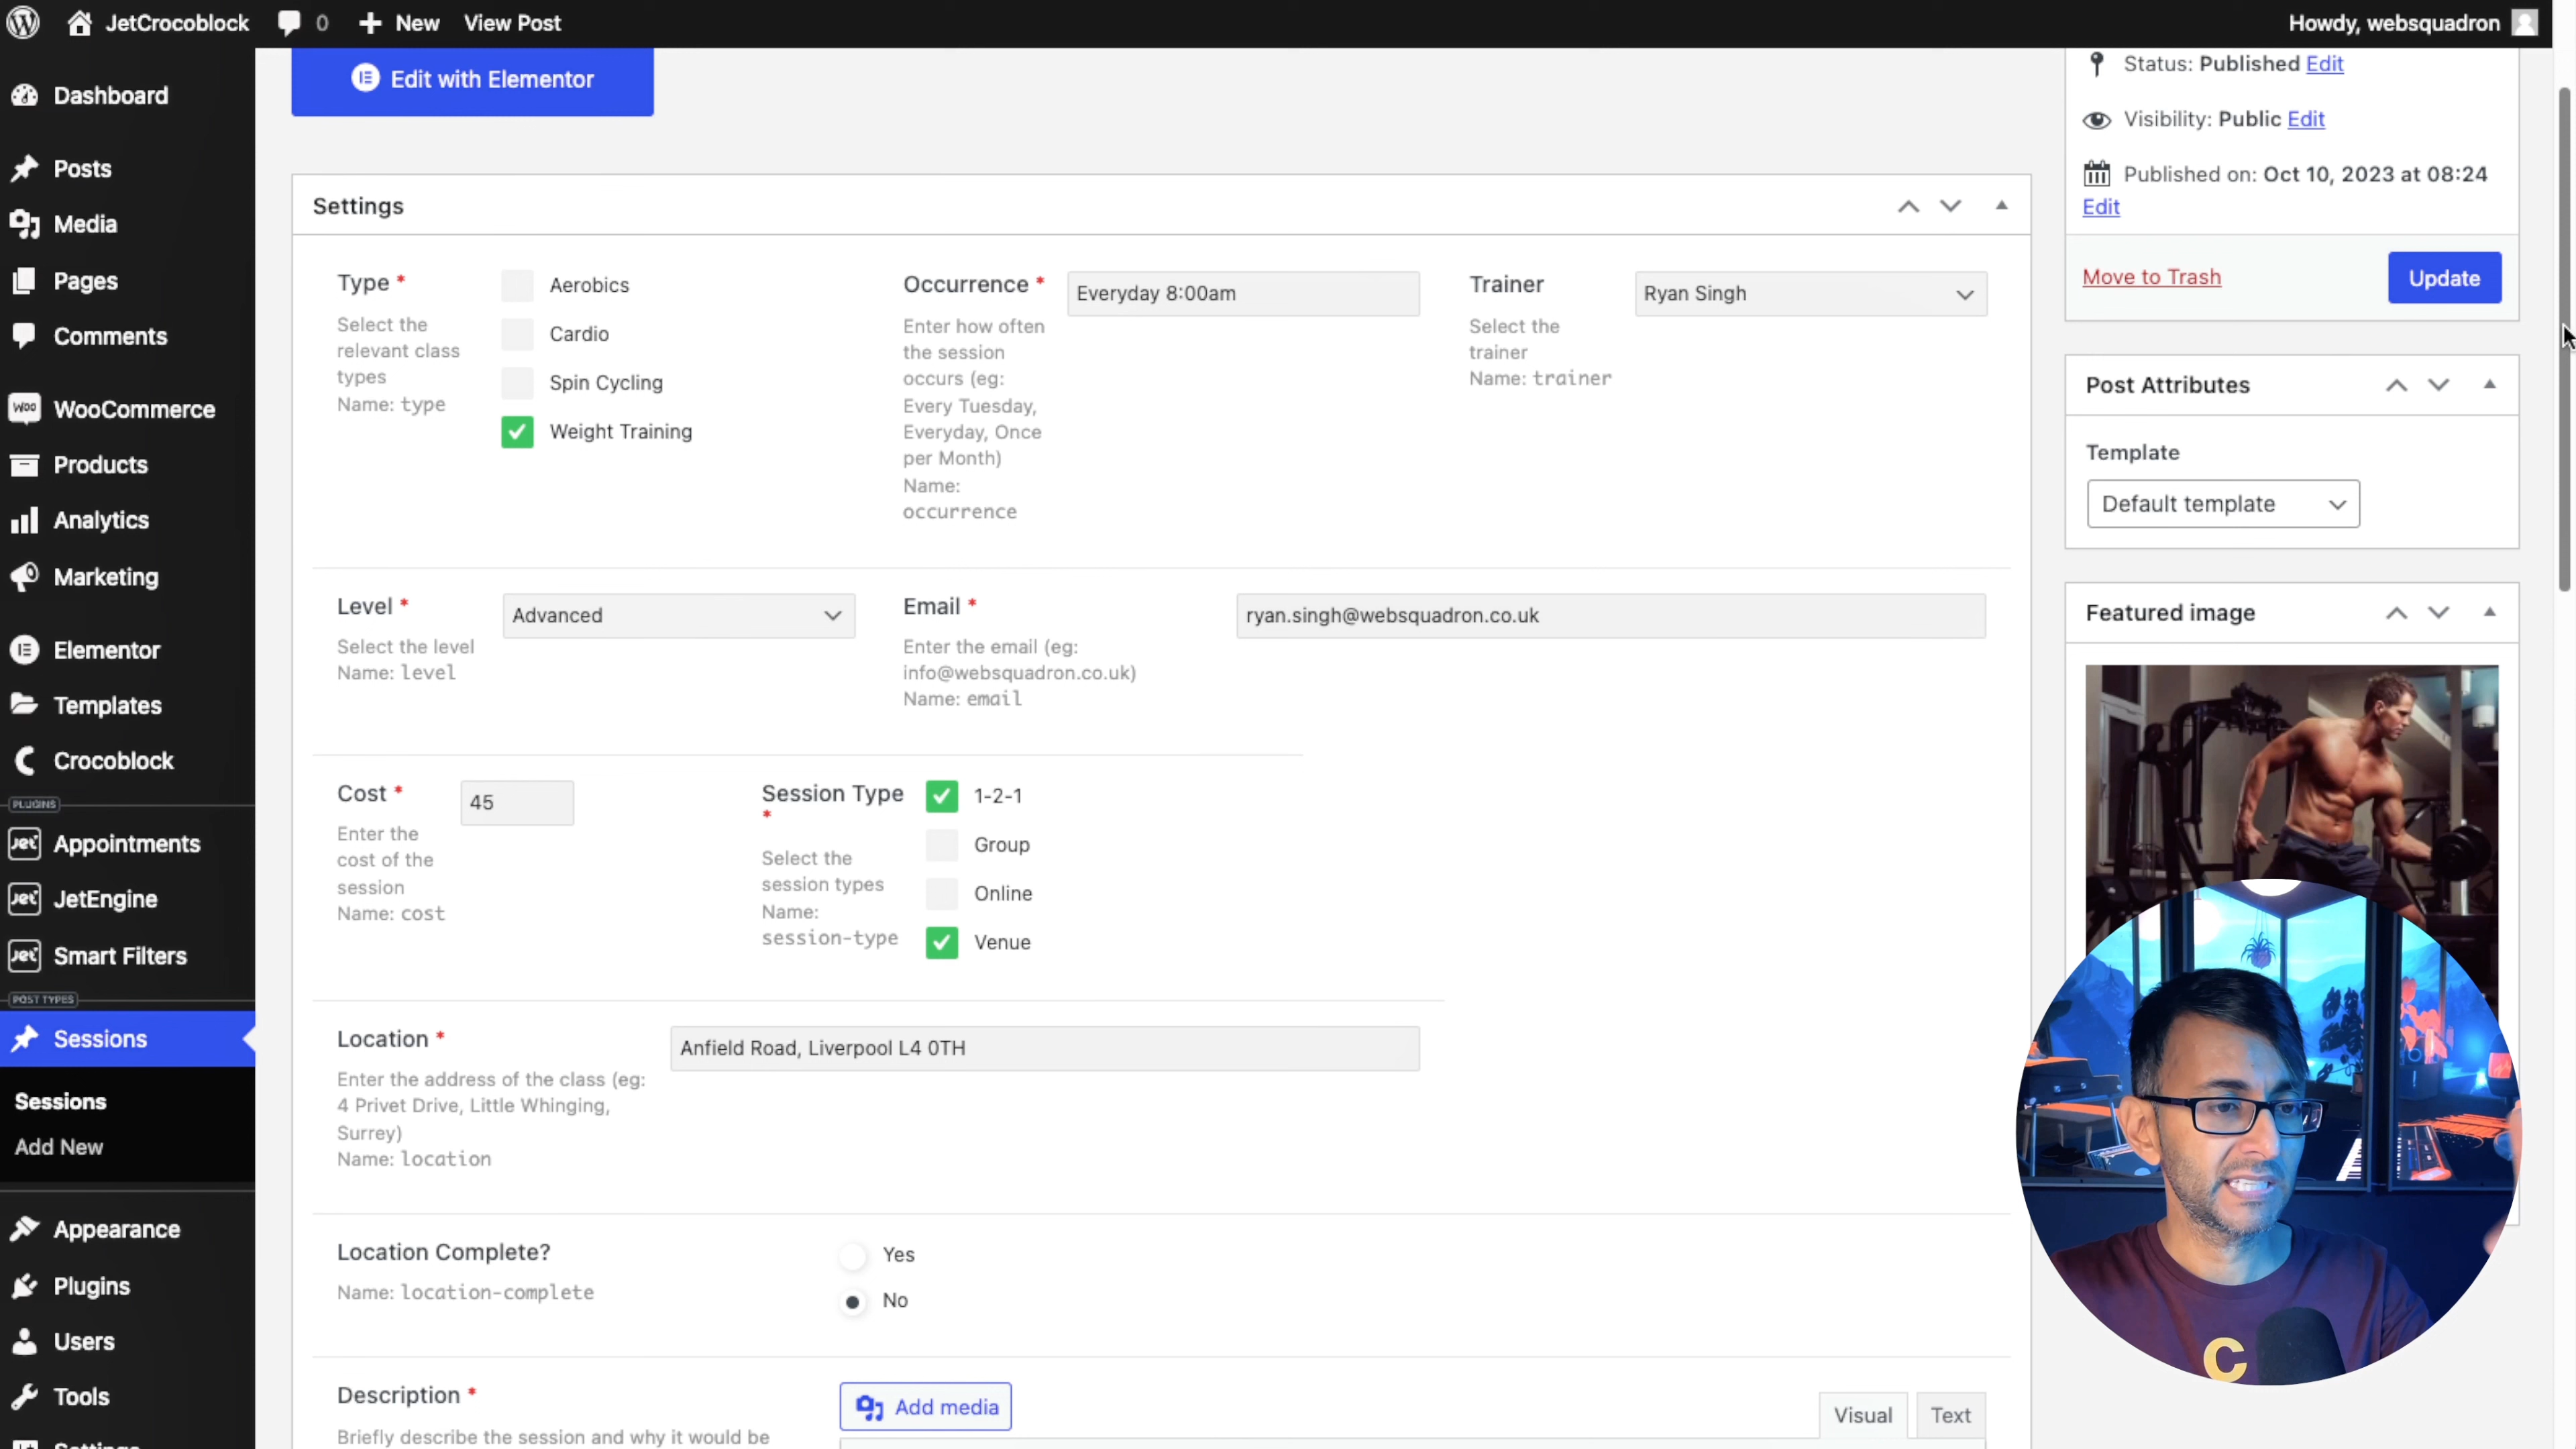 JetCrocoblock 0 New View Post Howdy, websquadron
Dashboard
Posts
Media
Pages
Comments
WooCommerce
Products
Analytics
Marketing
Elementor
Templates
Crocoblock
PLUGINS
Appointments
JetEngine
Smart Filters
POST TYPES
Sessions
Sessions
Add New
Appearance
Plugins
Users
Tools
Edit with Elementor
Settings
Type *
Select the
relevant class
types
Name: type
Aerobics
Cardio
Spin Cycling
Weight Training
Occurrence *
Enter how often
the session
occurs (eg:
Every Tuesday,
Everyday, Once
per Month)
Name:
occurrence
Everyday 8:00am
Trainer
Select the
trainer
Name: trainer
Ryan Singh
Level *
Select the level
Name: level
Advanced
Email *
Enter the email (eg:
info@websquadron.co.uk)
Name: email
ryan.singh@websquadron.co.uk
Cost *
Enter the
cost of the
session
Name: cost
45
Session Type
*
Select the
session types
Name:
session-type
1-2-1
Group
Online
Venue
Location *
Enter the address of the class (eg:
4 Privet Drive, Little Whinging,
Surrey)
Name: location
Anfield Road, Liverpool L4 0TH
Location Complete?
Name: location-complete
Yes
No
Description *
Briefly describe the session and why it would be
Add media
Visual Text
Status: Published Edit
Visibility: Public Edit
Published on: Oct 10, 2023 at 08:24
Edit
Move to Trash
Update
Post Attributes
Template
Default template
Featured image
C